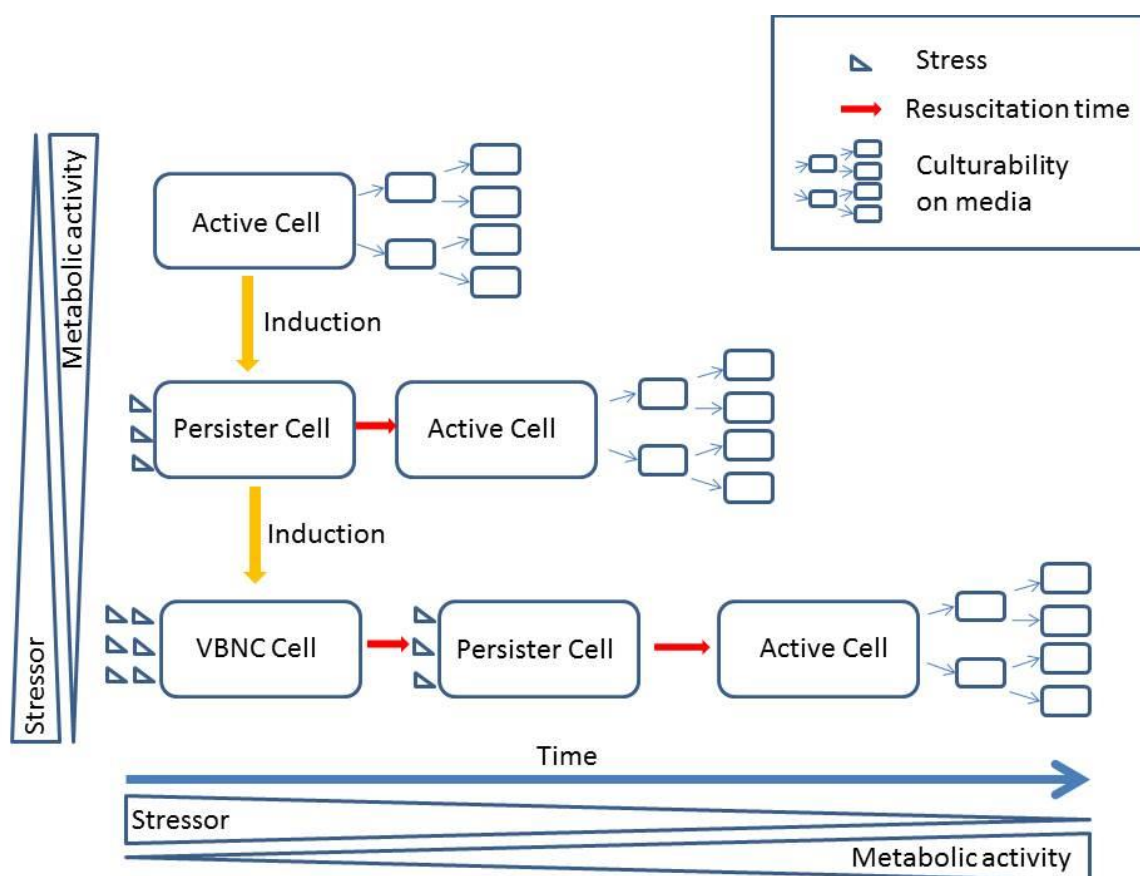 Stress
Resuscitation time
Culturability
on media
Metabolic activity
Stressor
Active Cell
Induction
Persister Cell
Active Cell
Induction
VBNC Cell
Persister Cell
Active Cell
Time
Stressor
Metabolic activity